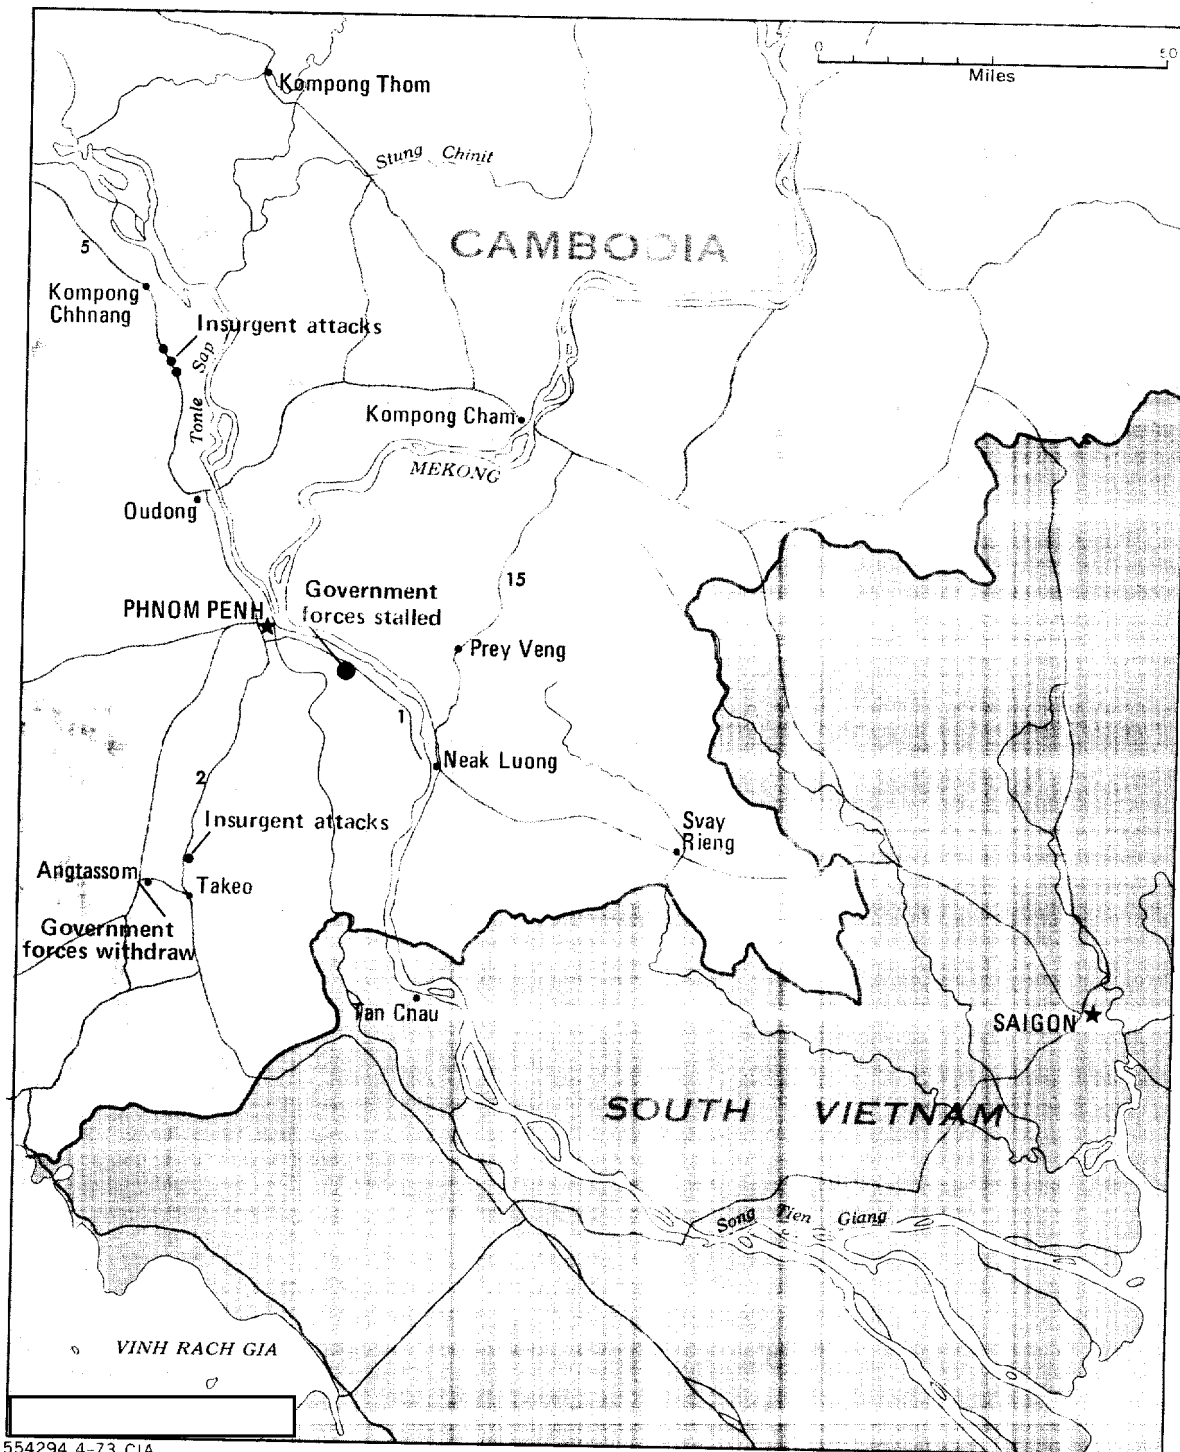 0 50
Miles
Kompong Thom
Stung Chinit
CAMBODIA
5
Kompong
Chhnang
Insurgent attacks
Tonle Sap
Kompong Cham
MEKONG
Oudong
15
Government
forces stalled
PHNOM PENH
Prey Veng
1
Neak Luong
2
Insurgent attacks
Svay
Rieng
Angtassom
Takeo
Government
forces withdraw
Tan Chau
SAIGON
SOUTH VIETNAM
Song Tien Giang
VINH RACH GIA
554294 4-73 CIA